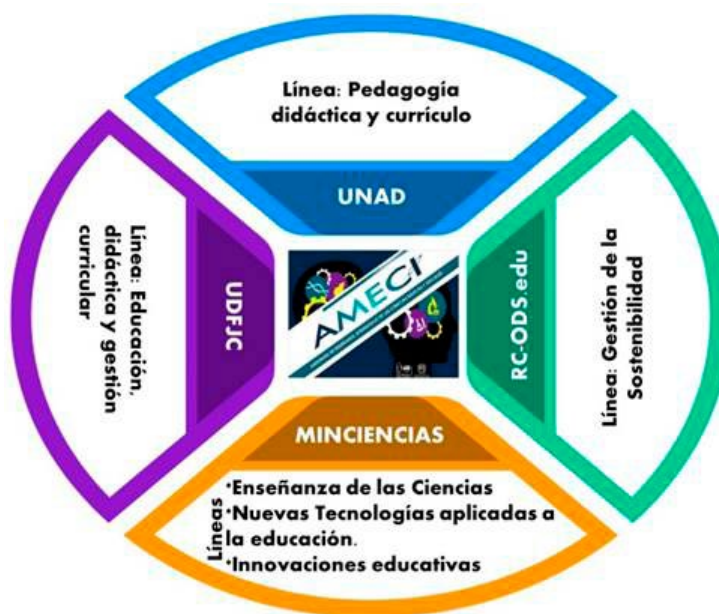 Línea: Pedagogía
didáctica y currículo
UNAD
Línea: Educación,
didáctica y gestión
curricular
UDFJC
AMECI
RC-ODS.edu
Línea: Gestión de la
Sostenibilidad
MINCIENCIAS
Líneas
•Enseñanza de las Ciencias
•Nuevas Tecnologías aplicadas a
la educación.
•Innovaciones educativas